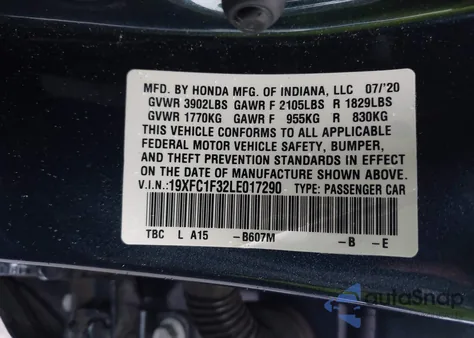 MFD. BY HONDA MFG. OF INDIANA, LLC 07/'20
GVWR 3902LBS GAWR F 2105LBS R 1829LBS
GVWR 1770KG GAWR F 955KG R 830KG
THIS VEHICLE CONFORMS TO ALL APPLICABLE
FEDERAL MOTOR VEHICLE SAFETY, BUMPER,
AND THEFT PREVENTION STANDARDS IN EFFECT
ON THE DATE OF MANUFACTURE SHOWN ABOVE.
V.I.N.:19XFC1F32LE017290 TYPE: PASSENGER CAR
TBC L A15 -B607M -B -E
autoSnap